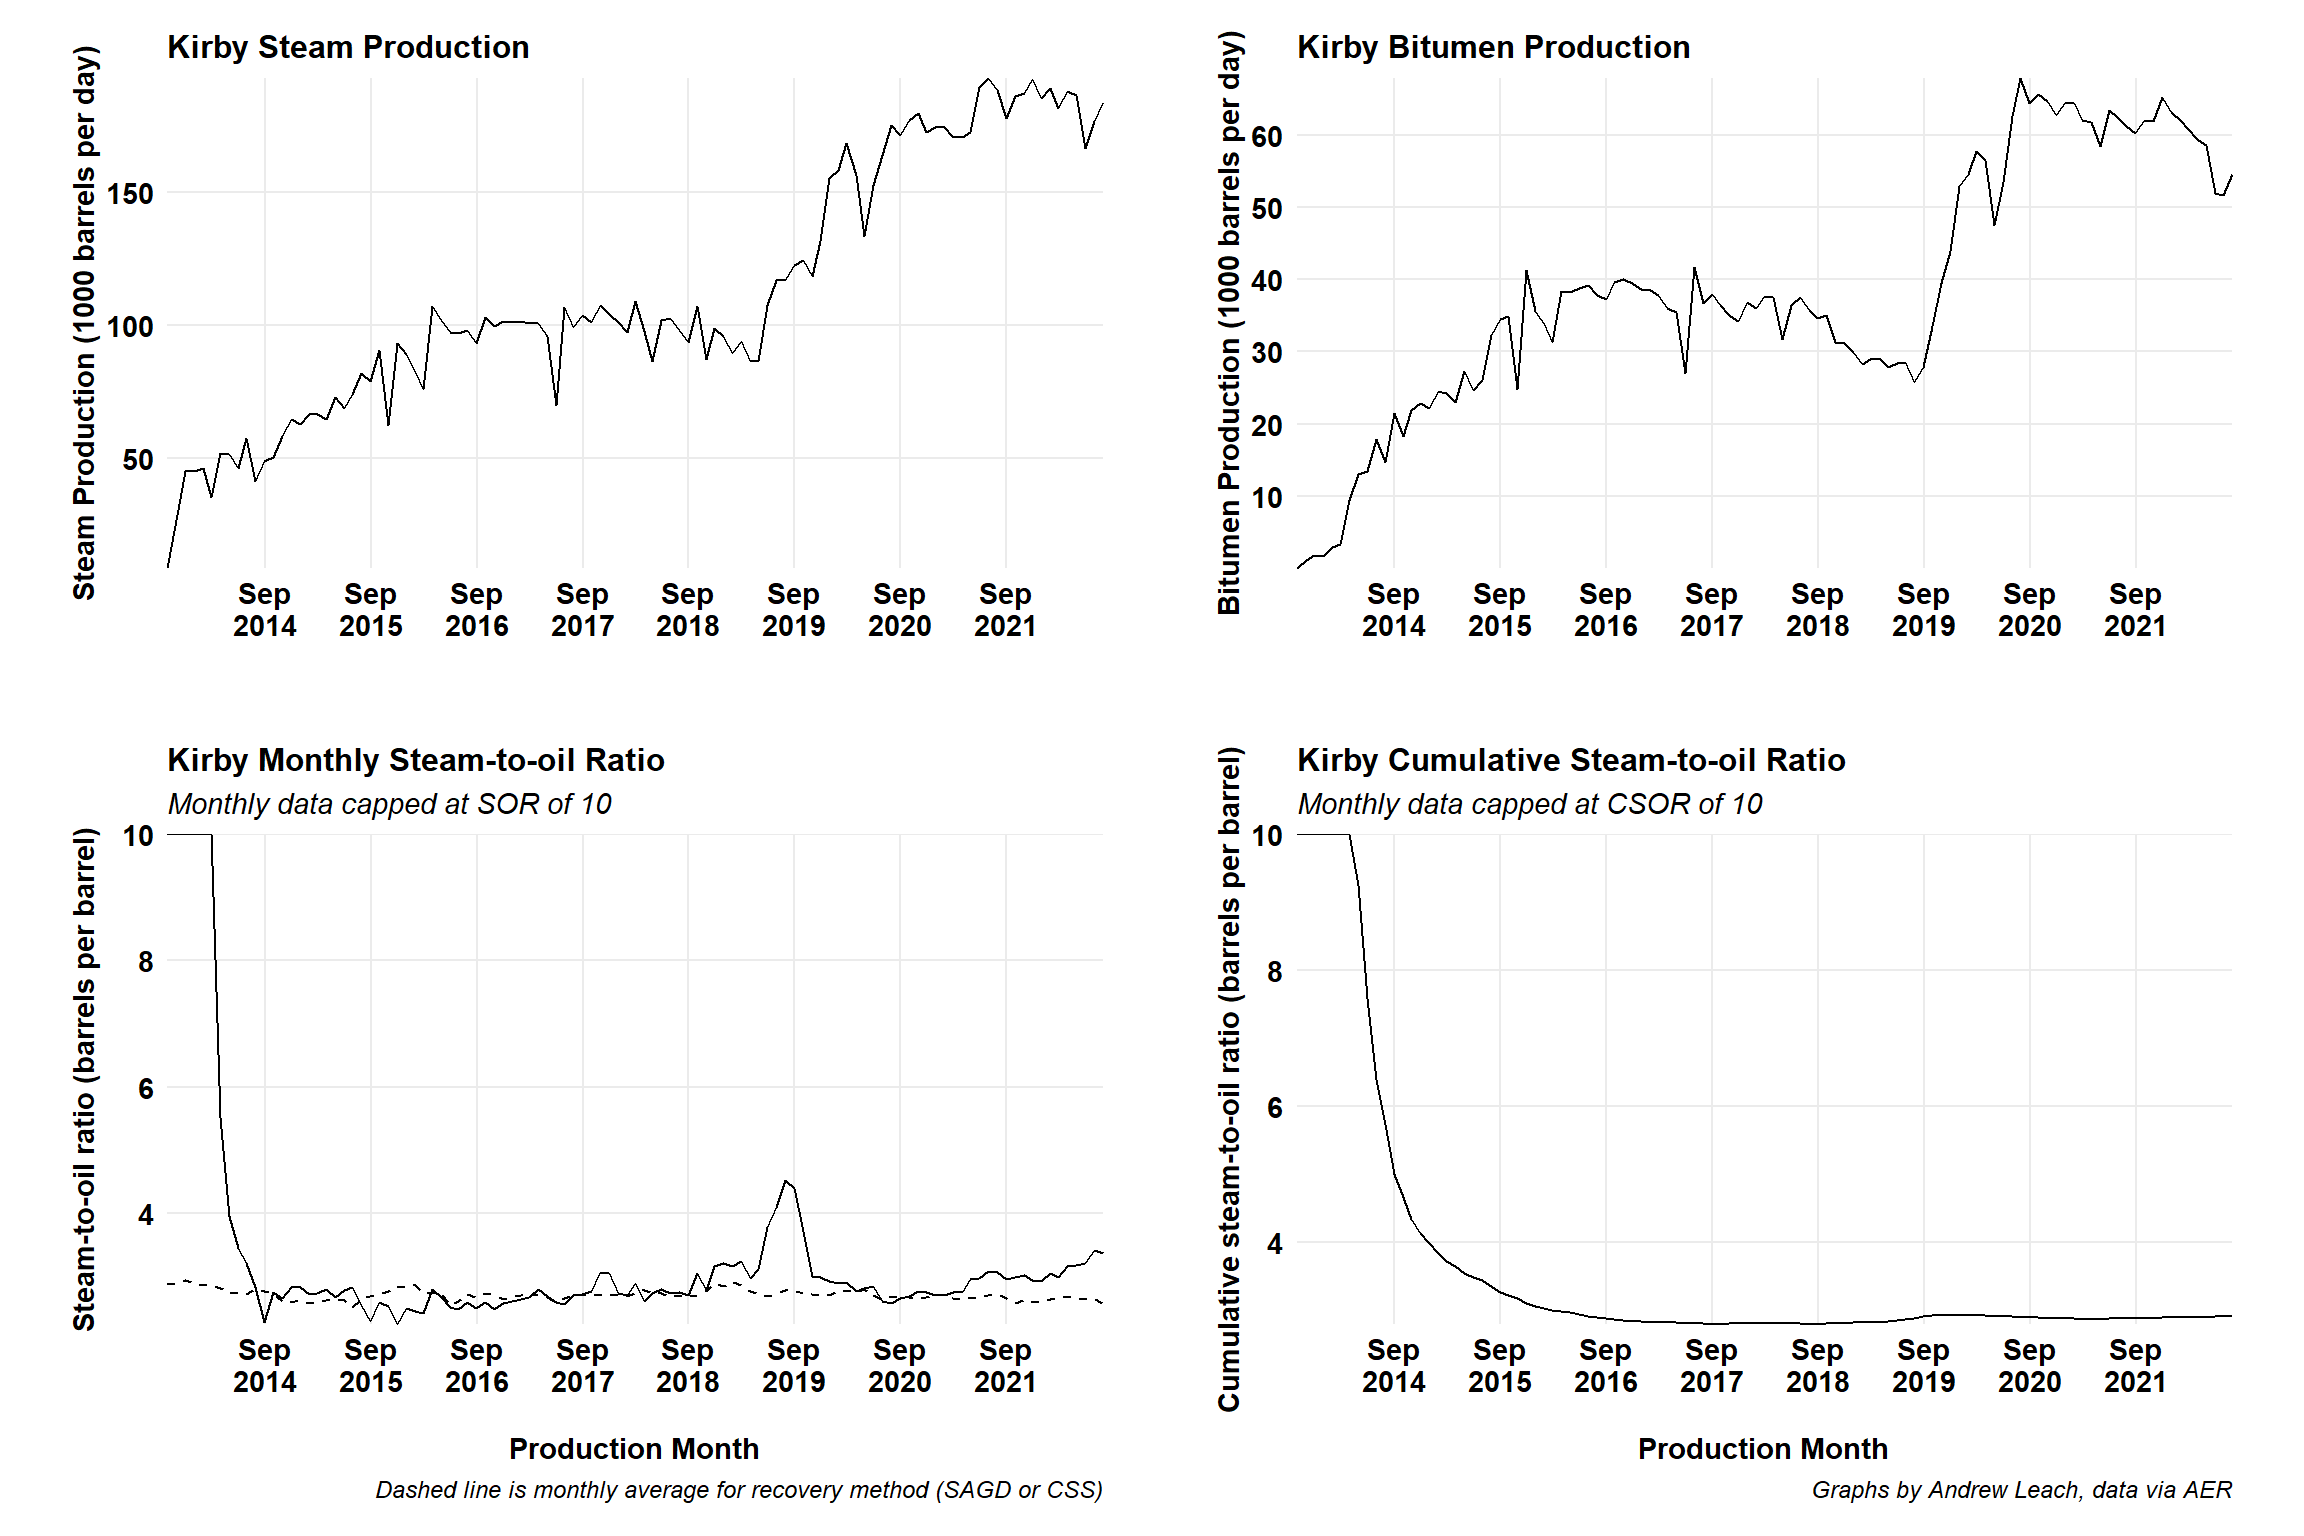 Kirby Steam Production
Steam Production (1000 barrels per day)
150
100
50
Sep Sep Sep Sep Sep Sep Sep Sep
2014 2015 2016 2017 2018 2019 2020 2021
Kirby Bitumen Production
Bitumen Production (1000 barrels per day)
60
50
40
30
20
10
Sep Sep Sep Sep Sep Sep Sep Sep
2014 2015 2016 2017 2018 2019 2020 2021
Kirby Monthly Steam-to-oil Ratio
Monthly data capped at SOR of 10
Steam-to-oil ratio (barrels per barrel)
10
8
6
4
Sep Sep Sep Sep Sep Sep Sep Sep
2014 2015 2016 2017 2018 2019 2020 2021
Production Month
Dashed line is monthly average for recovery method (SAGD or CSS)
Kirby Cumulative Steam-to-oil Ratio
Monthly data capped at CSOR of 10
Cumulative steam-to-oil ratio (barrels per barrel)
10
8
6
4
Sep Sep Sep Sep Sep Sep Sep Sep
2014 2015 2016 2017 2018 2019 2020 2021
Production Month
Graphs by Andrew Leach, data via AER